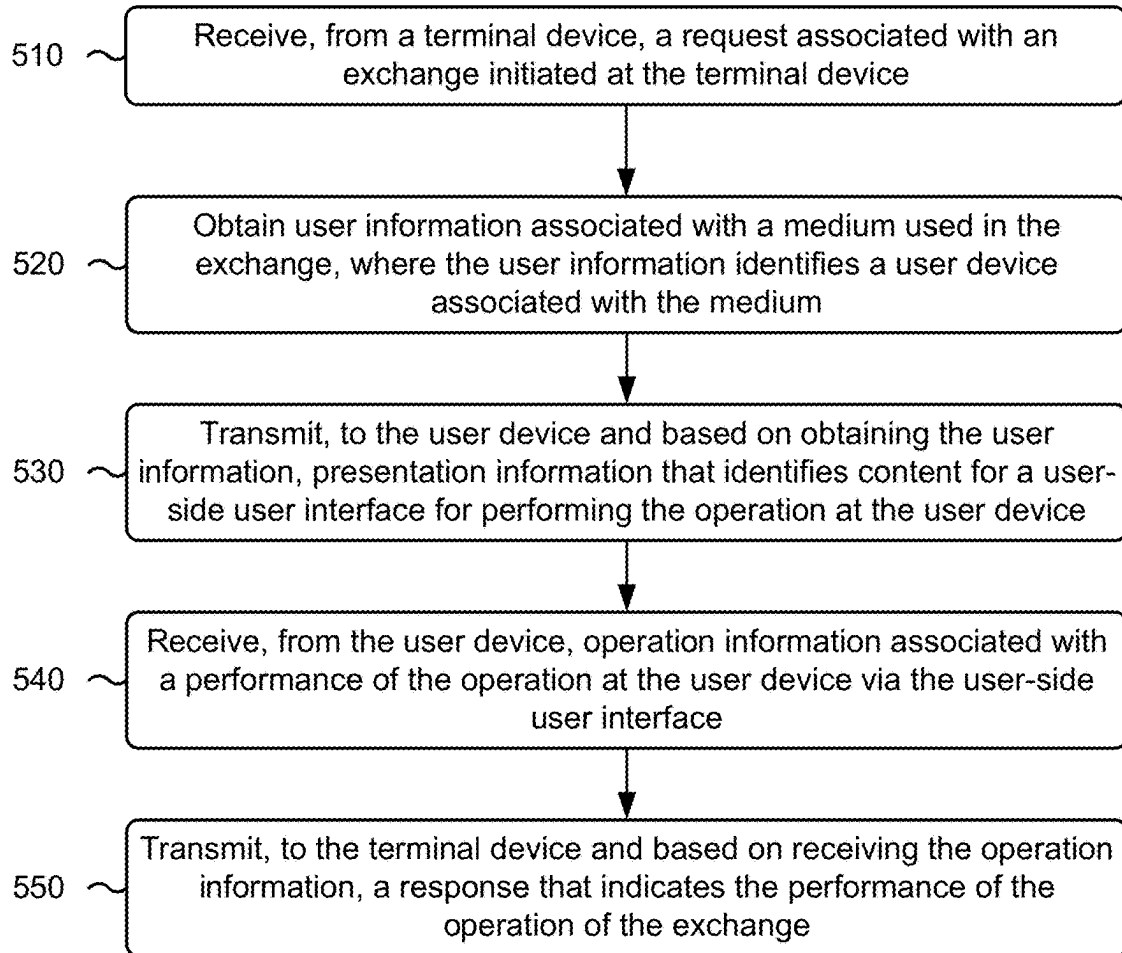 510
Receive, from a terminal device, a request associated with an
exchange initiated at the terminal device
520
Obtain user information associated with a medium used in the
exchange, where the user information identifies a user device
associated with the medium
530
Transmit, to the user device and based on obtaining the user
information, presentation information that identifies content for a user-
side user interface for performing the operation at the user device
540
Receive, from the user device, operation information associated with
a performance of the operation at the user device via the user-side
user interface
550
Transmit, to the terminal device and based on receiving the operation
information, a response that indicates the performance of the
operation of the exchange